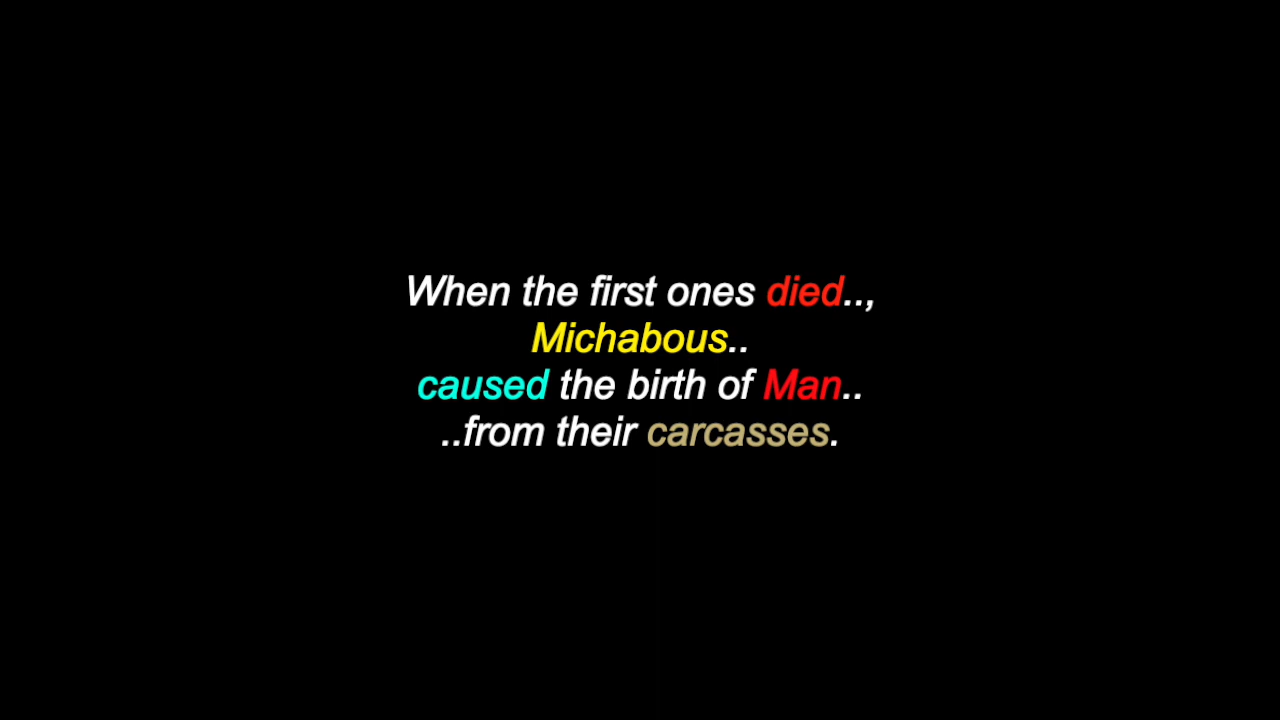 When the first ones died..,
Michabous..
caused the birth of Man..
..from their carcasses.